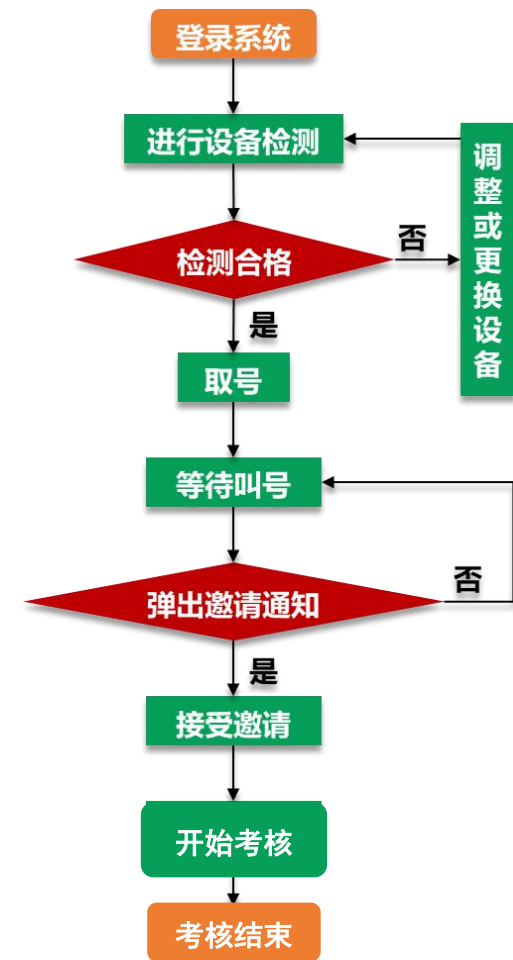 登录系统
进行设备检测
调整或更换设备
检测合格
否
是
取号
等待叫号
弹出邀请通知
否
是
接受邀请
开始考核
考核结束